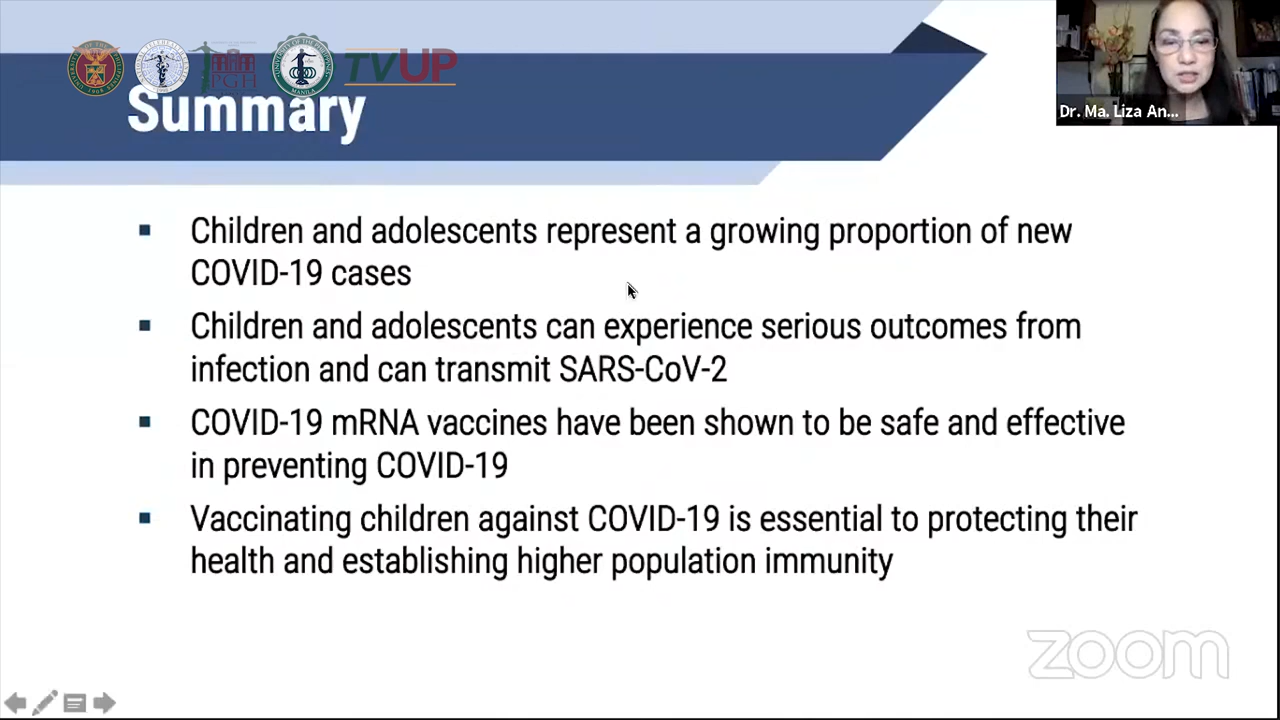 TVUP
PGH
Summary
Dr. Ma. Liza An...
▪ Children and adolescents represent a growing proportion of new
COVID-19 cases
▪ Children and adolescents can experience serious outcomes from
infection and can transmit SARS-CoV-2
▪ COVID-19 mRNA vaccines have been shown to be safe and effective
in preventing COVID-19
▪ Vaccinating children against COVID-19 is essential to protecting their
health and establishing higher population immunity
zoom